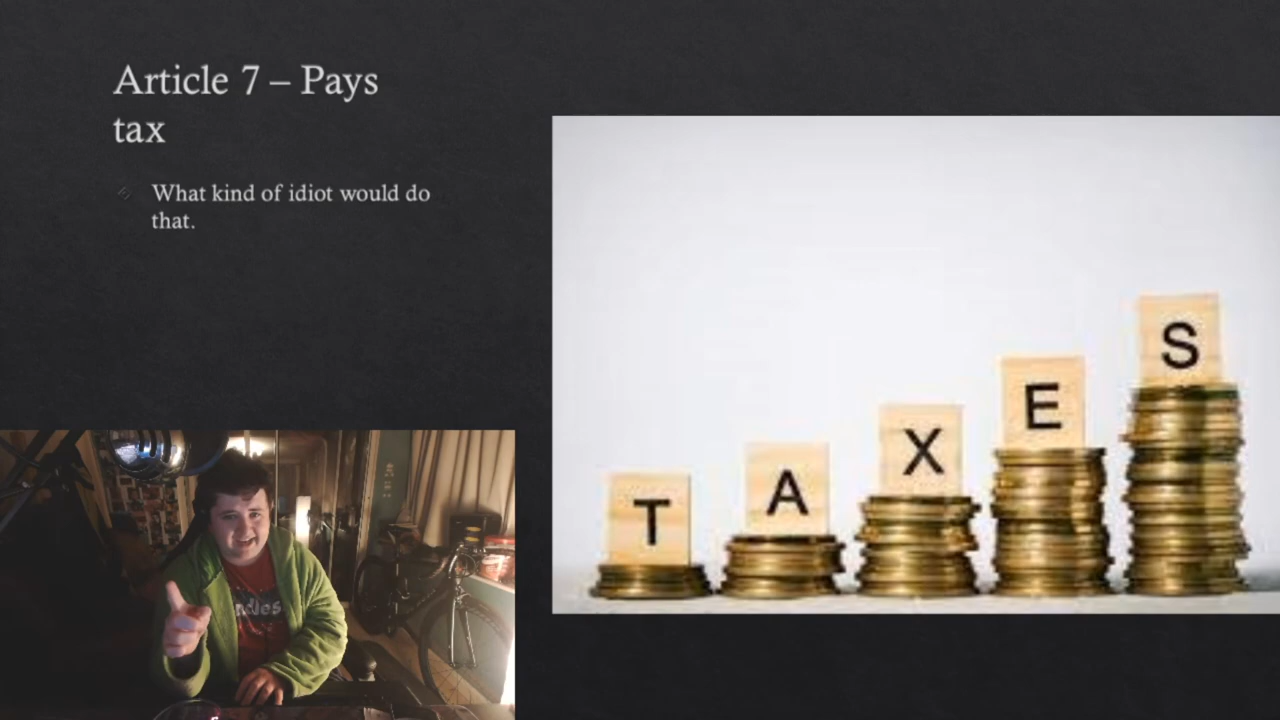 Article 7 – Pays
tax
What kind of idiot would do
that.
T A X E S